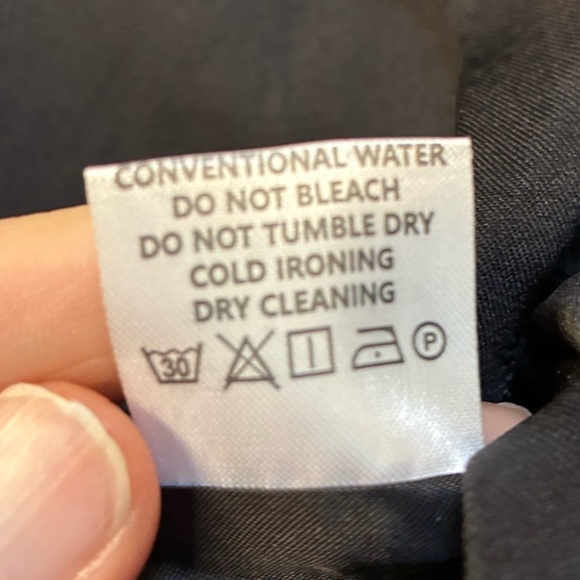 CONVENTIONAL WATER
DO NOT BLEACH
DO NOT TUMBLE DRY
COLD IRONING
DRY CLEANING
30 P